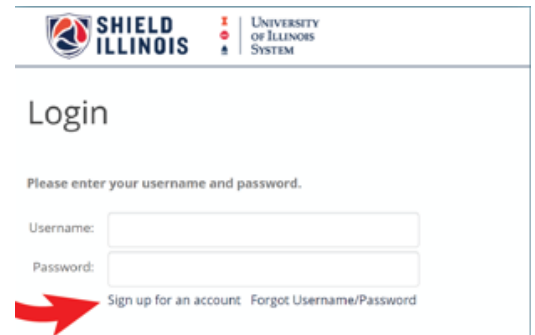 SHIELD
ILLINOIS
UNIVERSITY
OF ILLINOIS
SYSTEM
Login
Please enter your username and password.
Username:
Password:
Sign up for an account Forgot Username/Password